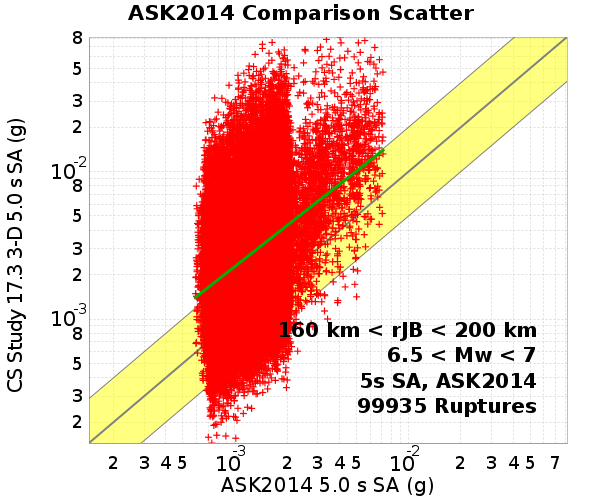 ASK2014 Comparison Scatter
CS Study 17.3 3-D 5.0 s SA (g)
8
5
3
2
10-2
8
5
3
2
10-3
8
5
3
2
160 km < rJB < 200 km
6.5 < Mw < 7
5s SA, ASK2014
99935 Ruptures
2 3 4 5 10-3 2 3 4 5 10-2 2 3 4 5 7
ASK2014 5.0 s SA (g)